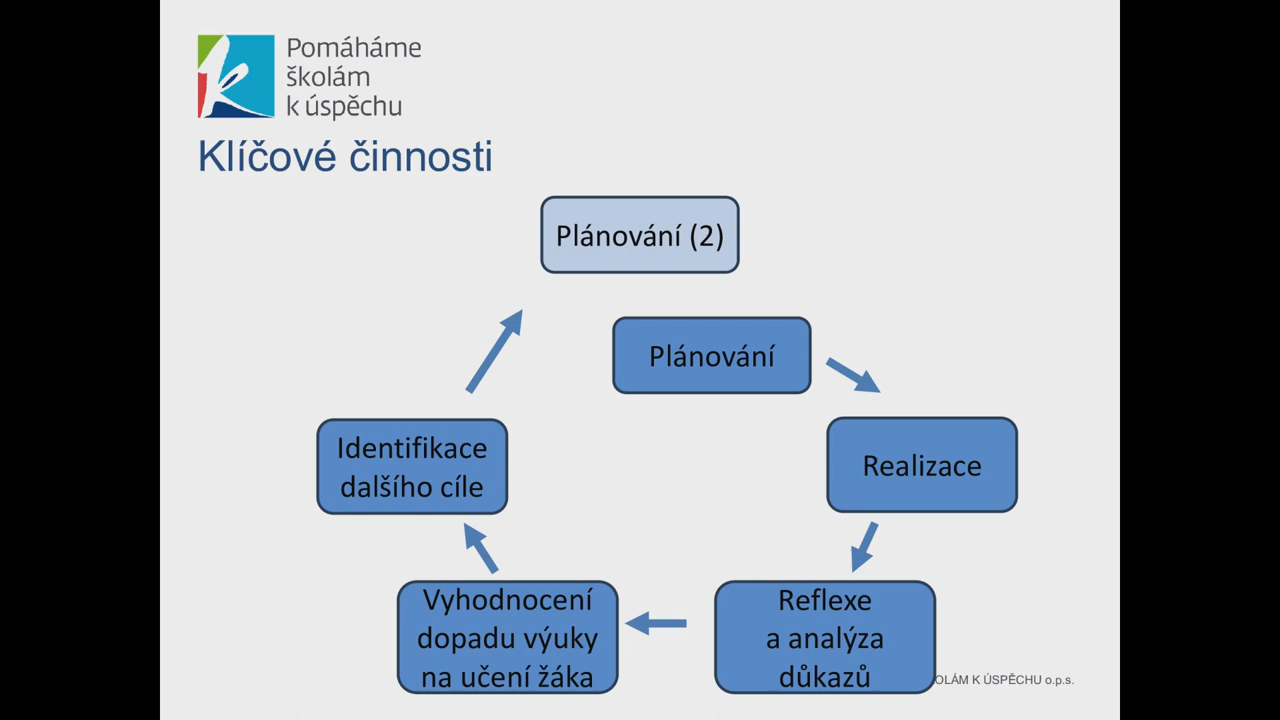 Pomáháme
školám
k úspěchu
Klíčové činnosti
Plánování (2)
Plánování
Realizace
Reflexe
a analýza
důkazů
Vyhodnocení
dopadu výuky
na učení žáka
Identifikace
dalšího cíle
K ÚSPĚCHU o.p.s.